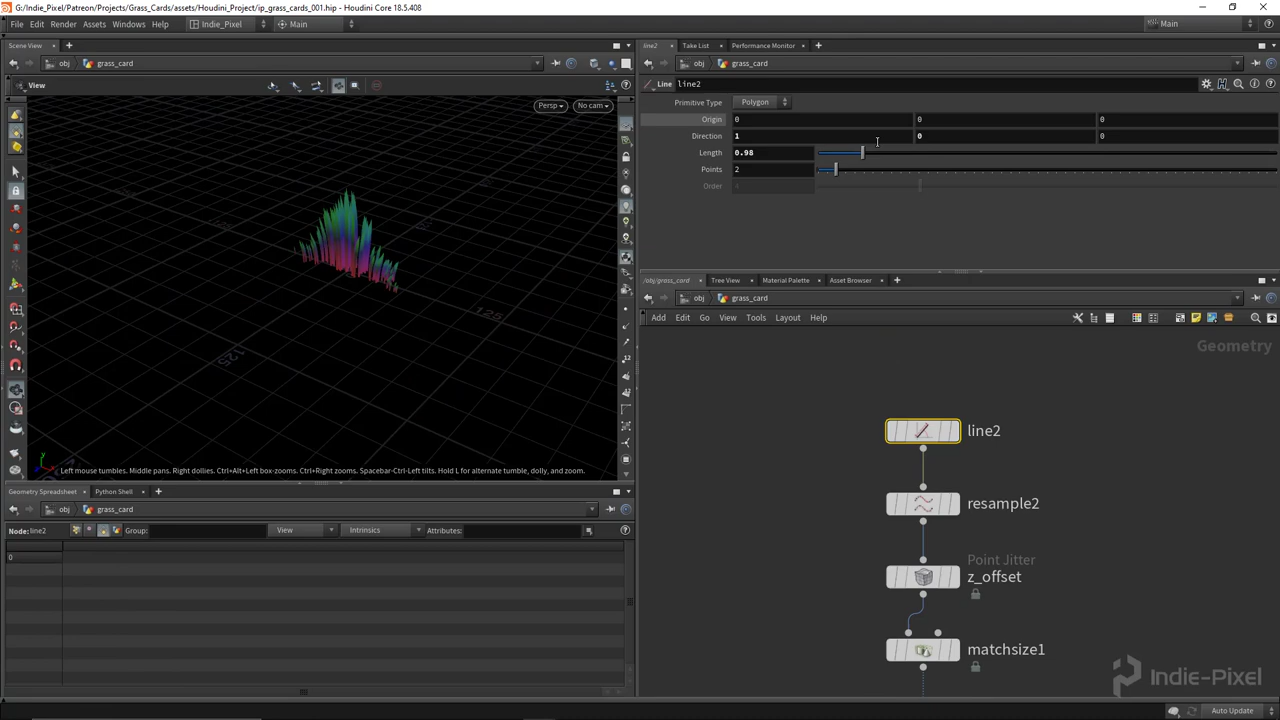 G:/Indie_Pixel/Patreon/Projects/Grass_Cards/assets/Houdini_Project/ip_grass_cards_001.hip - Houdini Core 18.5.408
File Edit Render Assets Windows Help Indie_Pixel Main Main
Scene View
obj grass_card
View
Persp No cam
125
Left mouse tumbles. Middle pans. Right dollies. Ctrl+Alt+Left box-zooms. Ctrl+Right zooms. Spacebar-Ctrl-Left tilts. Hold L for alternate tumble, dolly, and zoom.
Geometry Spreadsheet Python Shell
obj grass_card
Node: line2 Group: View Intrinsics Attributes:
0
line2 Take List Performance Monitor
obj grass_card
Line line2
Primitive Type Polygon
Origin 0 0 0
Direction 1 0 0
Length 0.98
Points 2
Order 4
/obj/grass_card Tree View Material Palette Asset Browser
obj grass_card
Add Edit Go View Tools Layout Help
Geometry
line2
resample2
Point Jitter
z_offset
matchsize1
Indie-Pixel
Auto Update